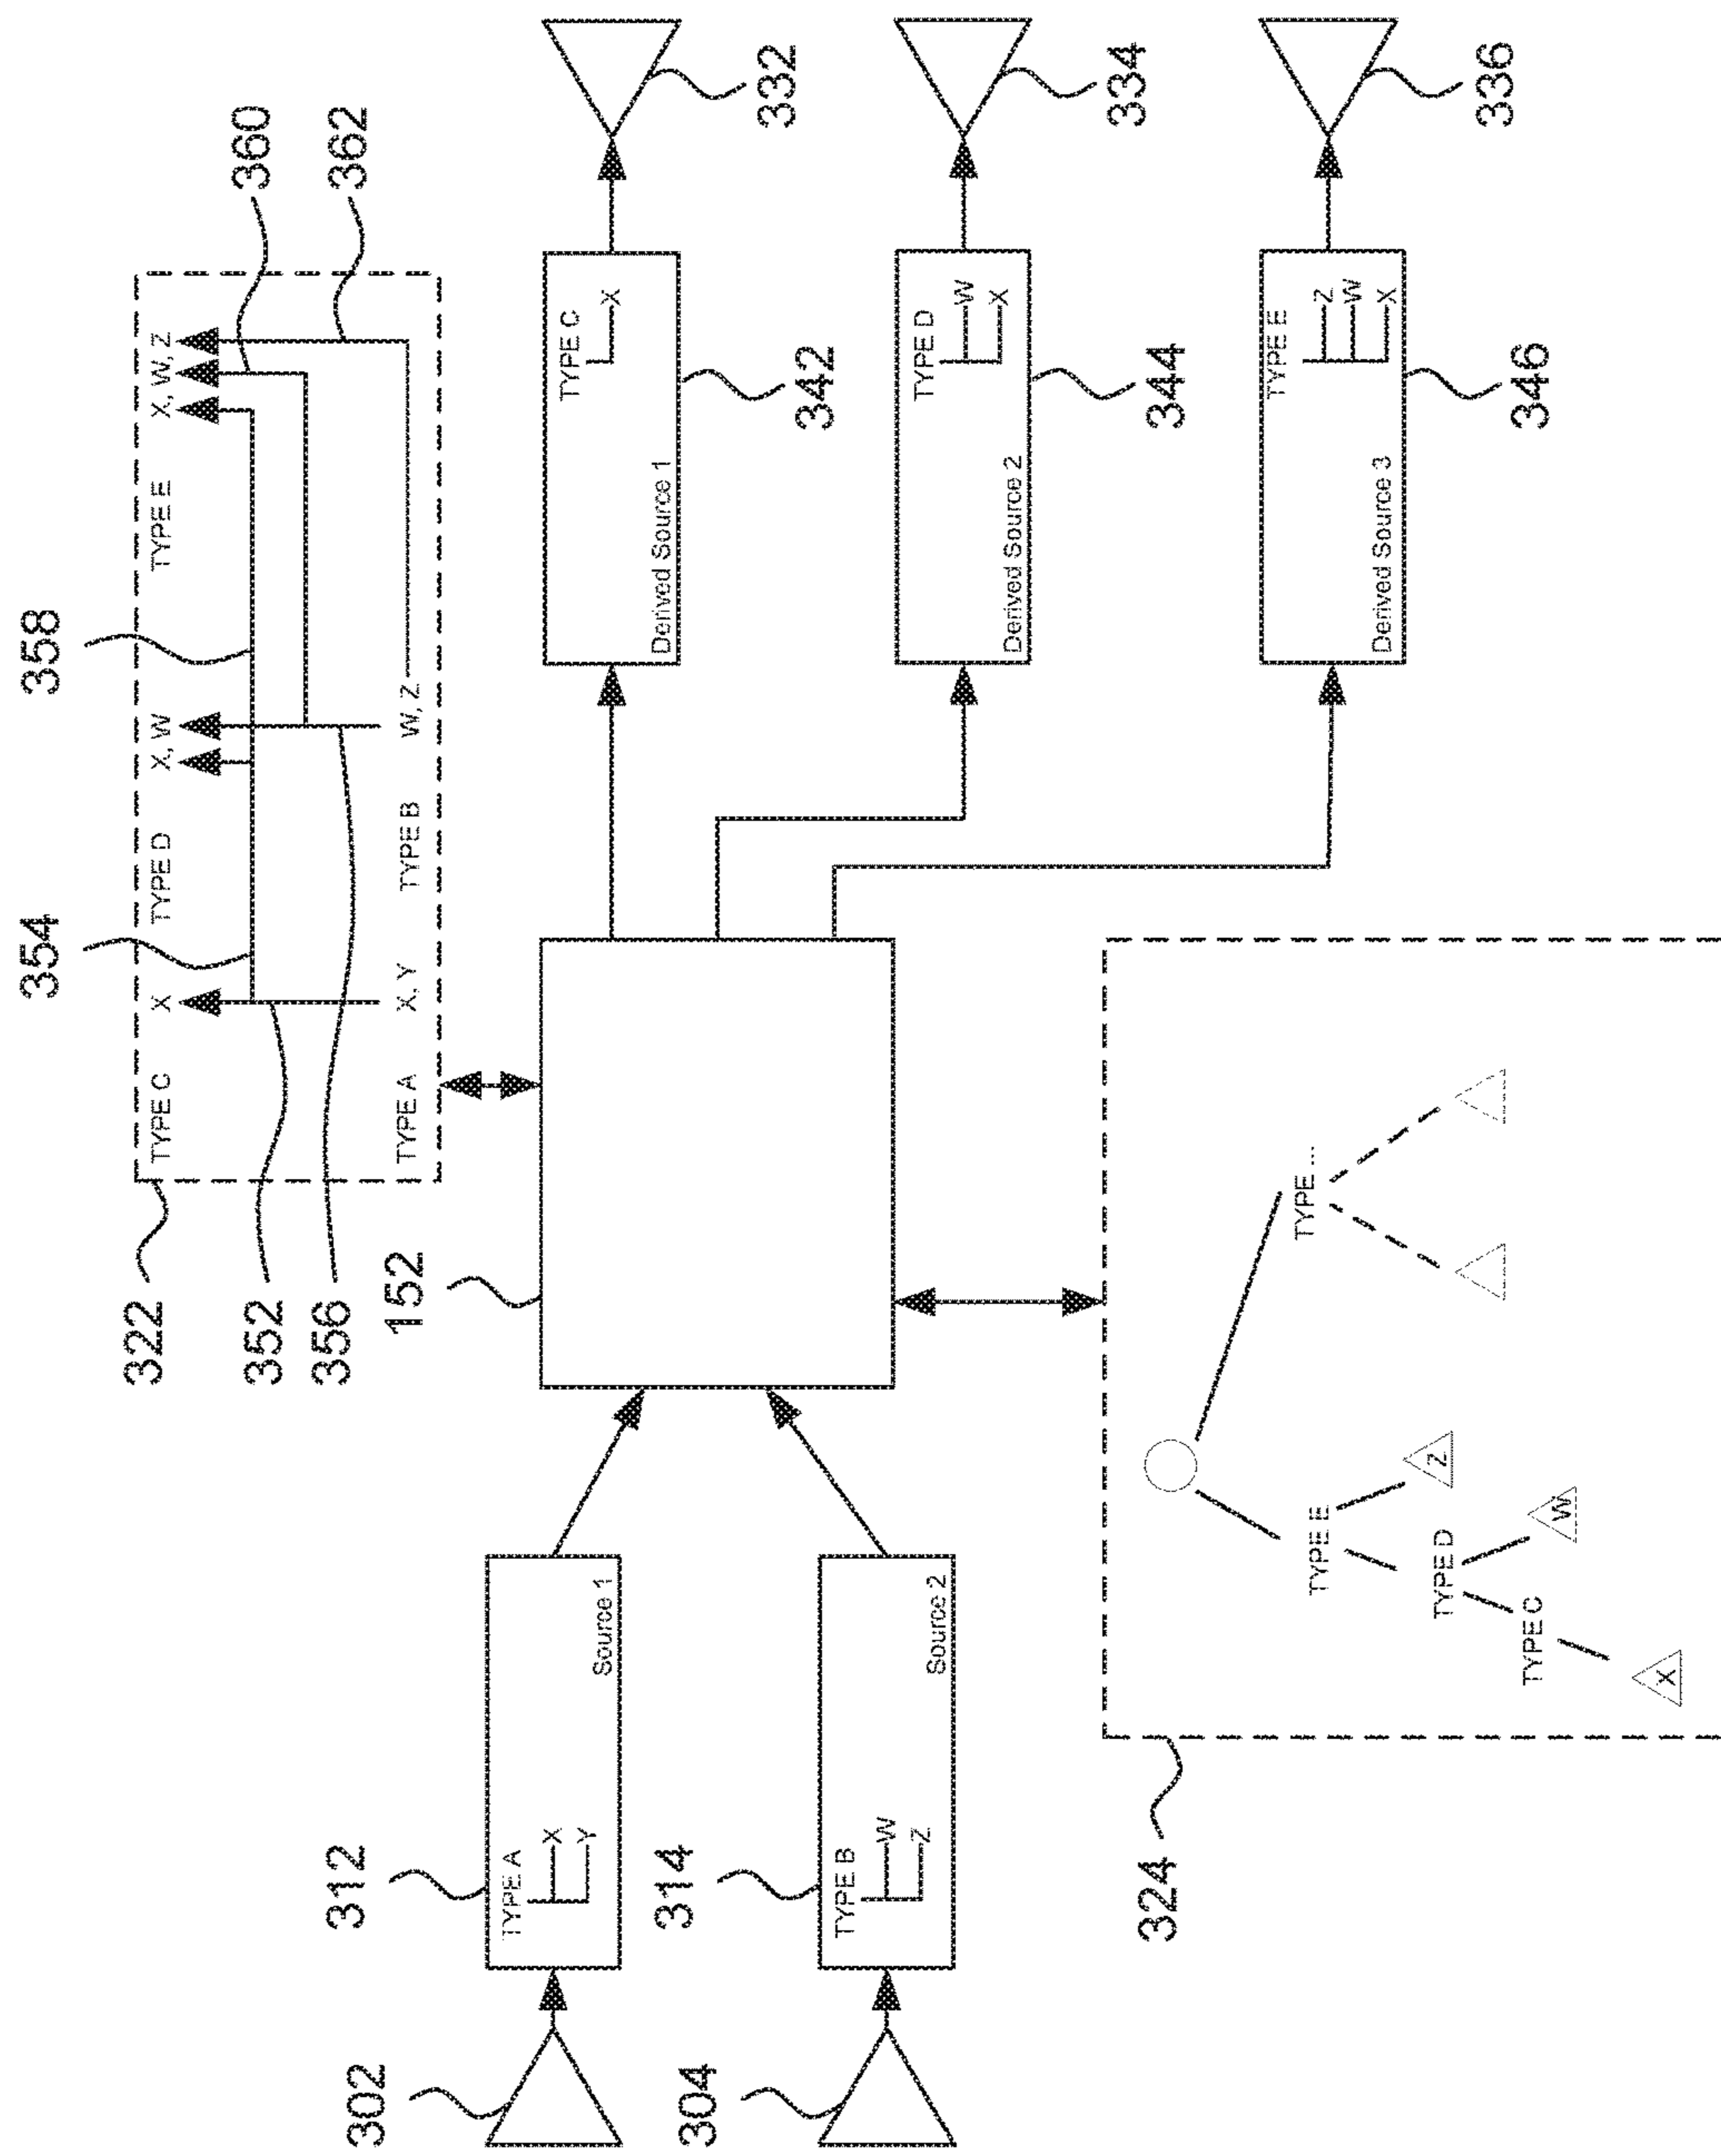 322
352
356
354
358
360
362
TYPE C X TYPE D X, W TYPE E X, W, Z
TYPE A X, Y TYPE B W, Z
152
302
312
TYPE A
X
Y
Source 1
304
314
TYPE B
W
Z
Source 2
TYPE C
X
Derived Source 1
342
332
TYPE D
W
X
Derived Source 2
344
334
TYPE E
Z
W
X
Derived Source 3
346
336
324
TYPE E
TYPE ...
Z
TYPE D
W
TYPE C
X